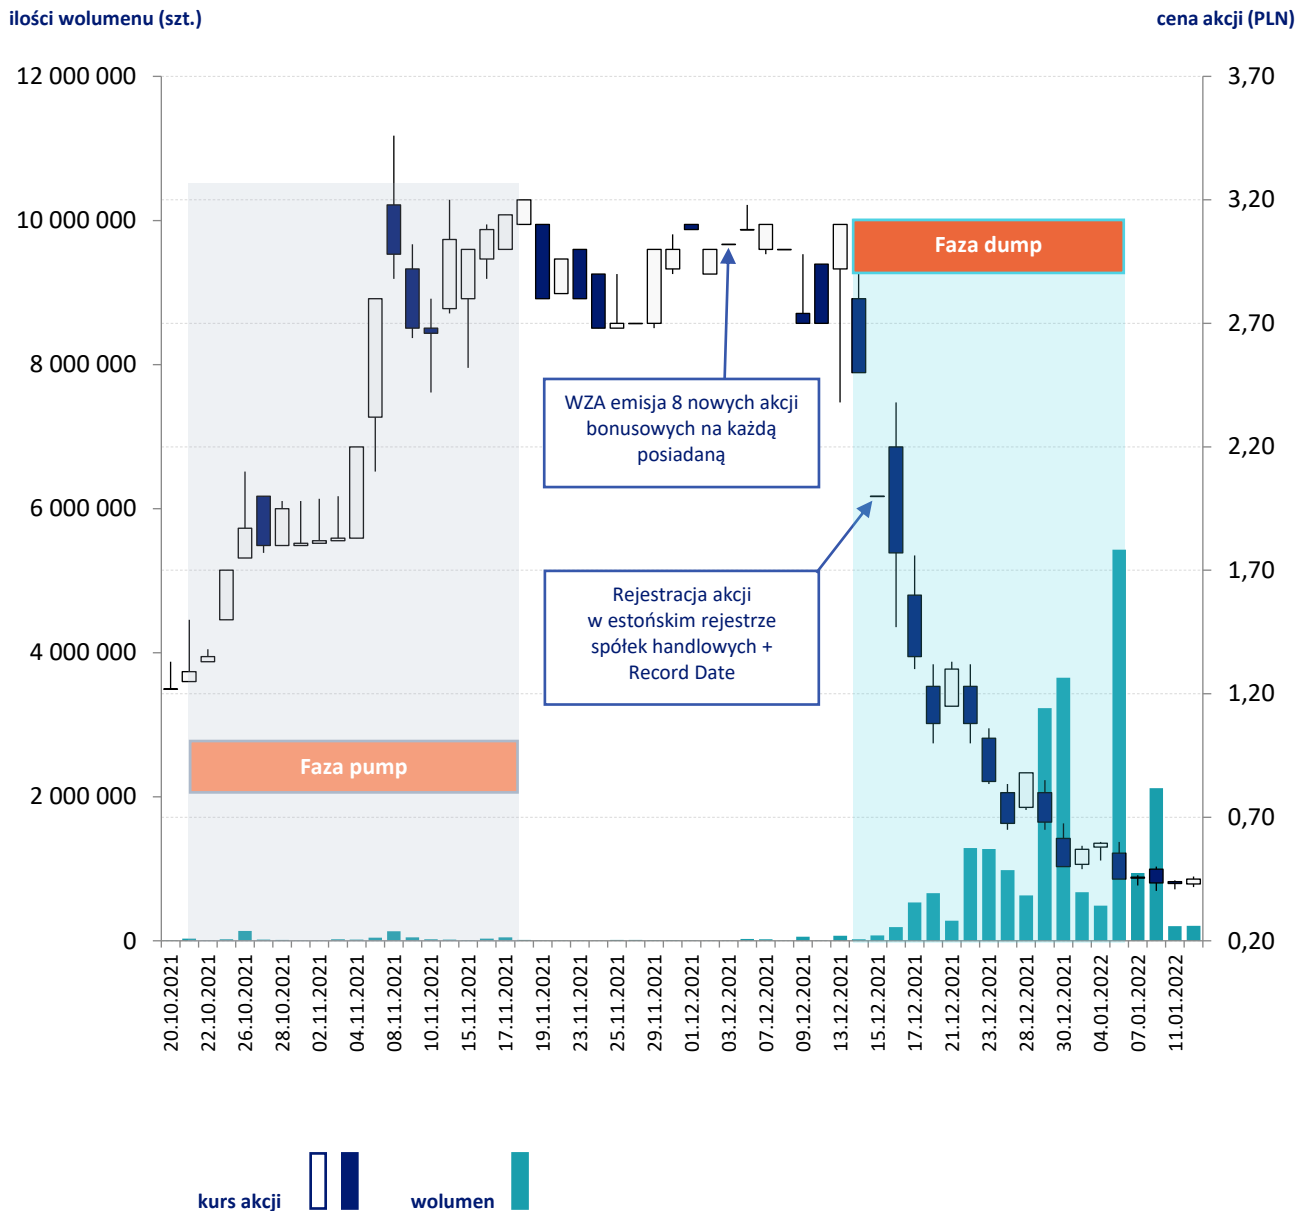 ilości wolumenu (szt.)
cena akcji (PLN)
12 000 000
10 000 000
8 000 000
6 000 000
4 000 000
2 000 000
0
3,70
3,20
2,70
2,20
1,70
1,20
0,70
0,20
Faza dump
WZA emisja 8 nowych akcji
bonusowych na każdą
posiadaną
Rejestracja akcji
w estońskim rejestrze
spółek handlowych +
Record Date
Faza pump
20.10.2021
22.10.2021
26.10.2021
28.10.2021
02.11.2021
04.11.2021
08.11.2021
10.11.2021
15.11.2021
17.11.2021
19.11.2021
23.11.2021
25.11.2021
29.11.2021
01.12.2021
03.12.2021
07.12.2021
09.12.2021
13.12.2021
15.12.2021
17.12.2021
21.12.2021
23.12.2021
28.12.2021
30.12.2021
04.01.2022
07.01.2022
11.01.2022
kurs akcji
wolumen